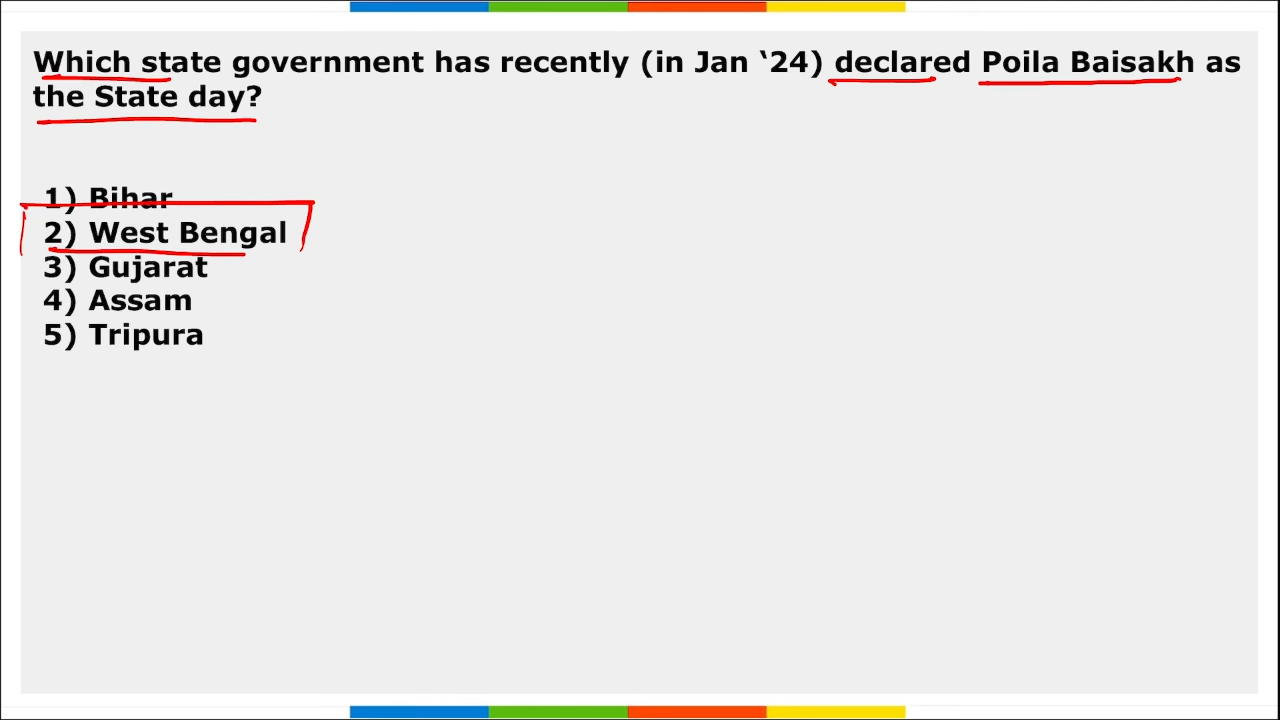 Which state government has recently (in Jan ‘24) declared Poila Baisakh as
the State day?
1) Bihar
2) West Bengal
3) Gujarat
4) Assam
5) Tripura